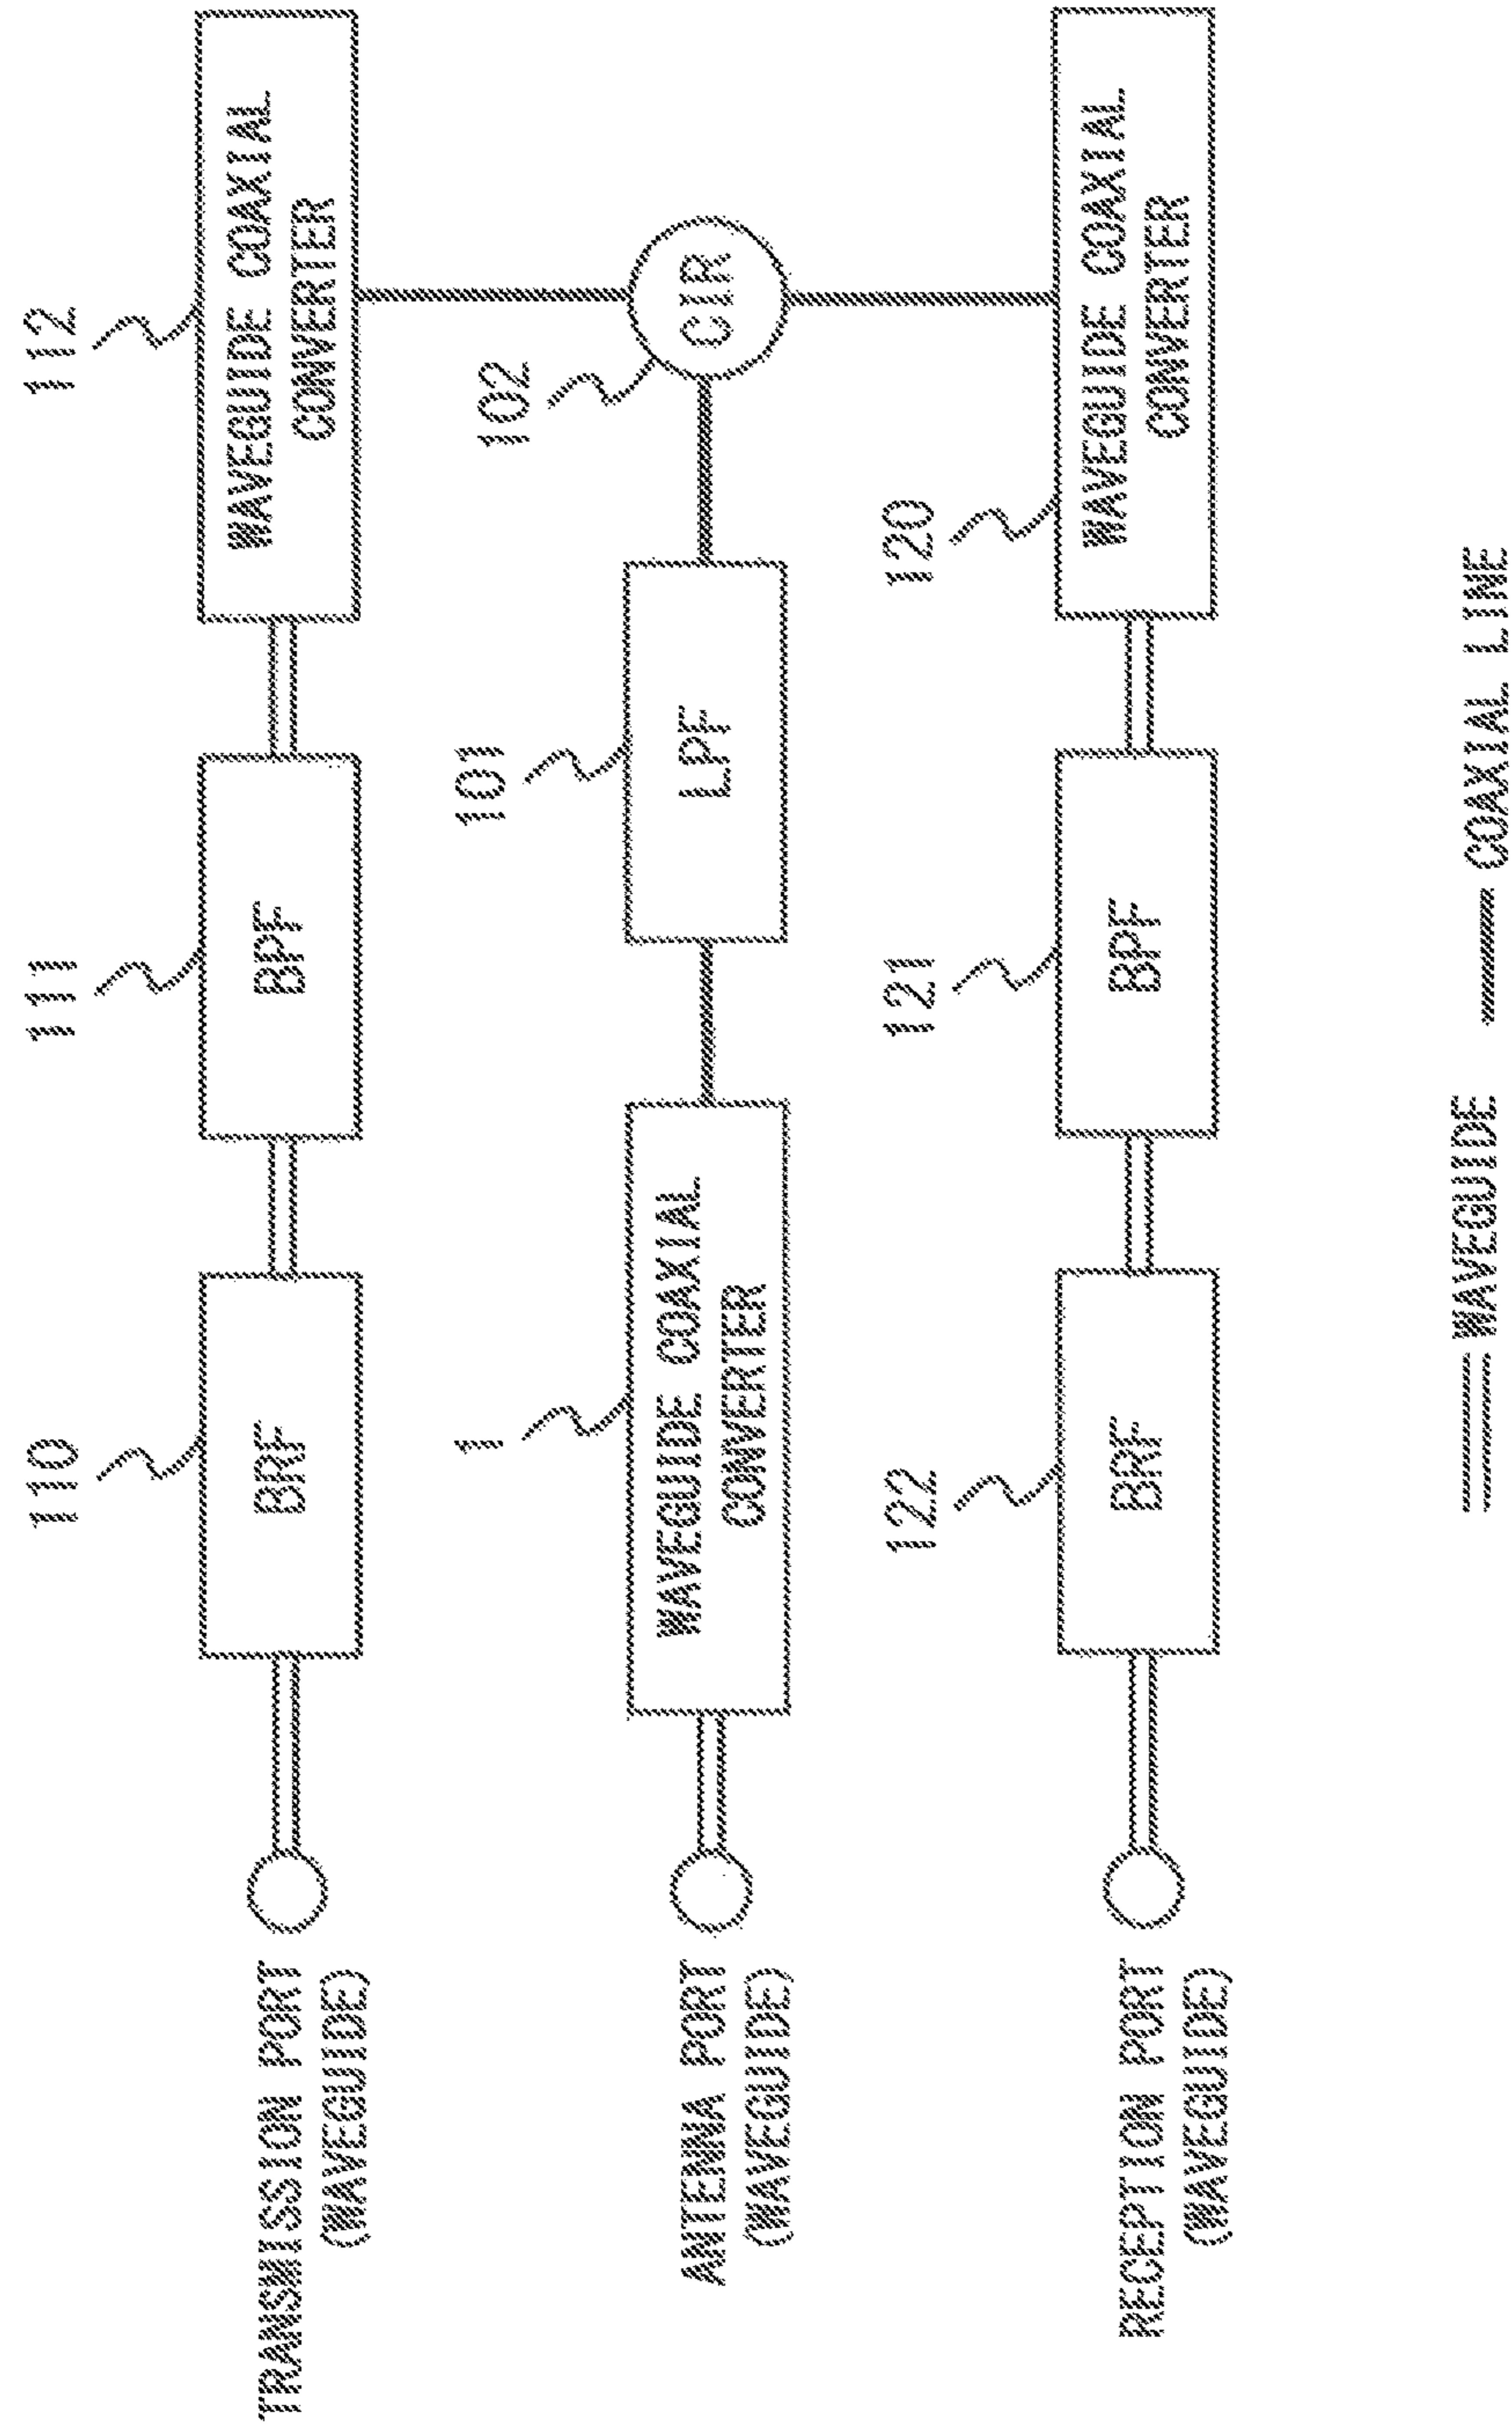 TRANSMISSION PORT
(WAVEGUIDE)
110
BRF
111
BPF
112
WAVEGUIDE COAXIAL
CONVERTER
ANTENNA PORT
(WAVEGUIDE)
1
WAVEGUIDE COAXIAL
CONVERTER
101
LPF
102
CIR
RECEPTION PORT
(WAVEGUIDE)
122
BRF
121
BPF
120
WAVEGUIDE COAXIAL
CONVERTER
WAVEGUIDE
COAXIAL LINE